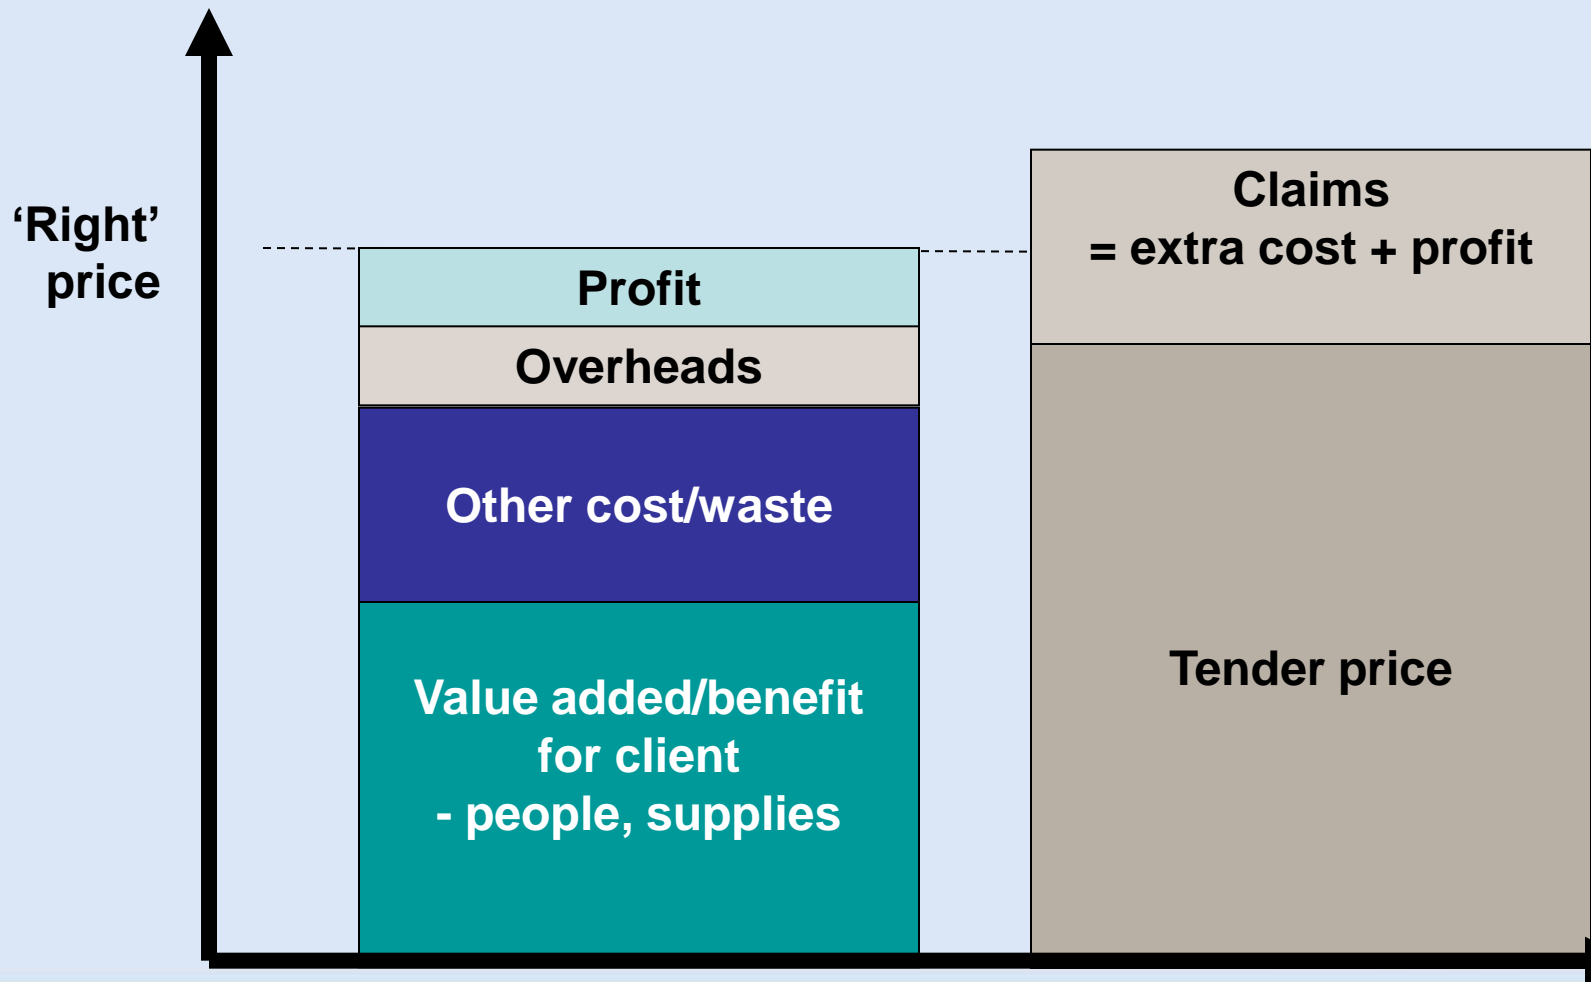 ‘Right’
price
Profit
Overheads
Other cost/waste
Value added/benefit
for client
- people, supplies
Claims
= extra cost + profit
Tender price